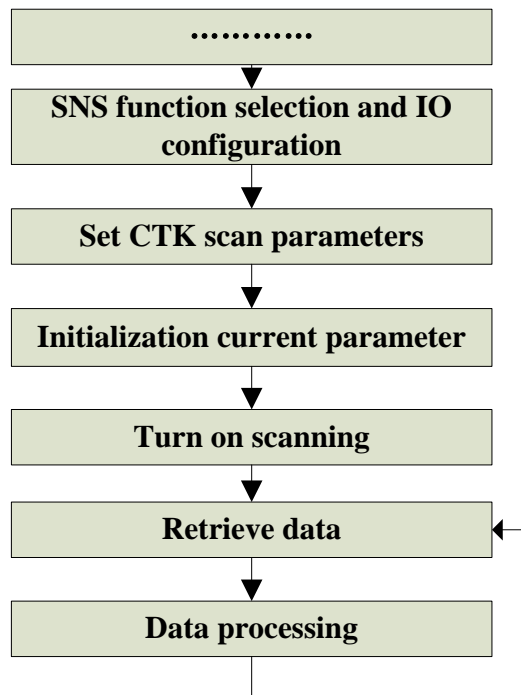 …………
SNS function selection and IO
configuration
Set CTK scan parameters
Initialization current parameter
Turn on scanning
Retrieve data
Data processing